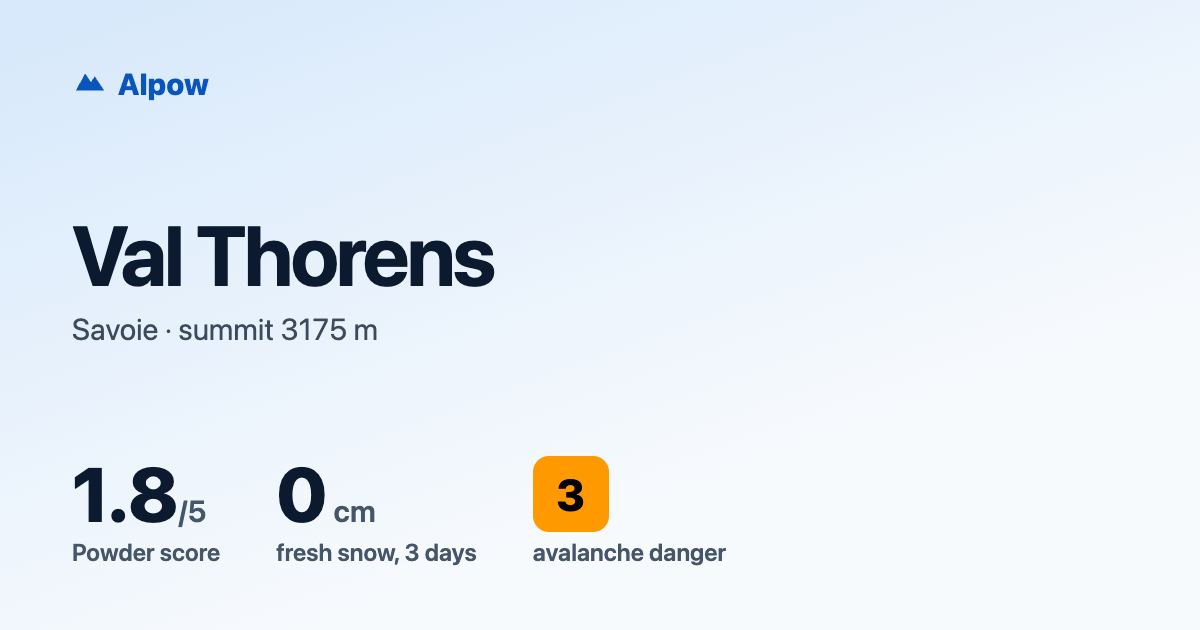 Alpow
Val Thorens
Savoie · summit 3175 m
1.8/5
Powder score
0 cm
fresh snow, 3 days
3
avalanche danger